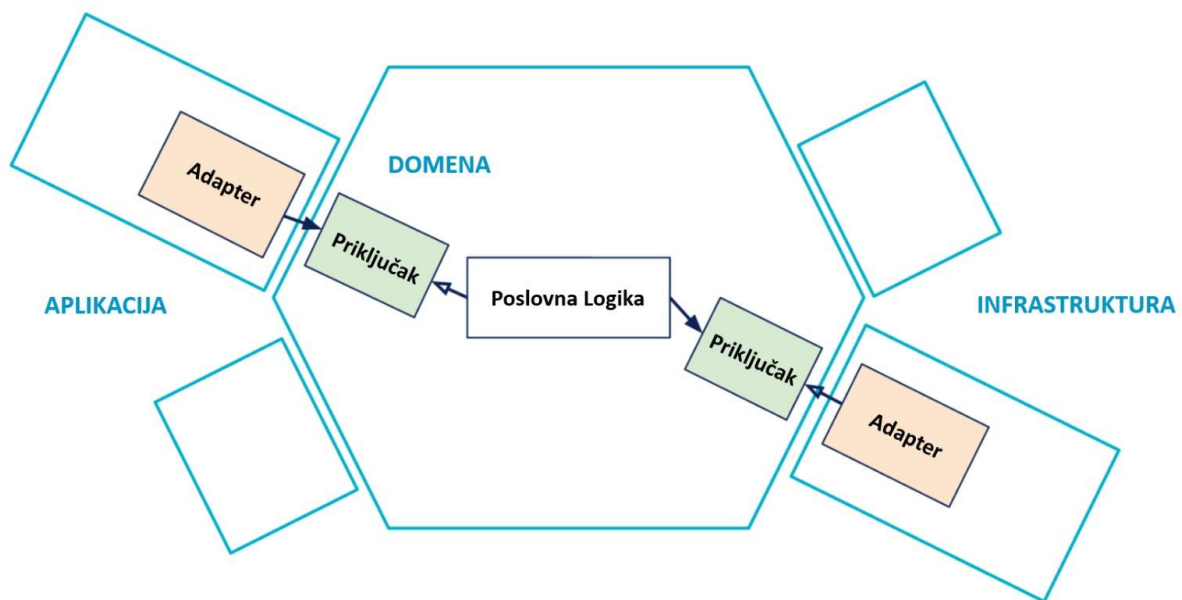 Adapter
DOMENA
Priključak
APLIKACIJA
Poslovna Logika
INFRASTRUKTURA
Priključak
Adapter